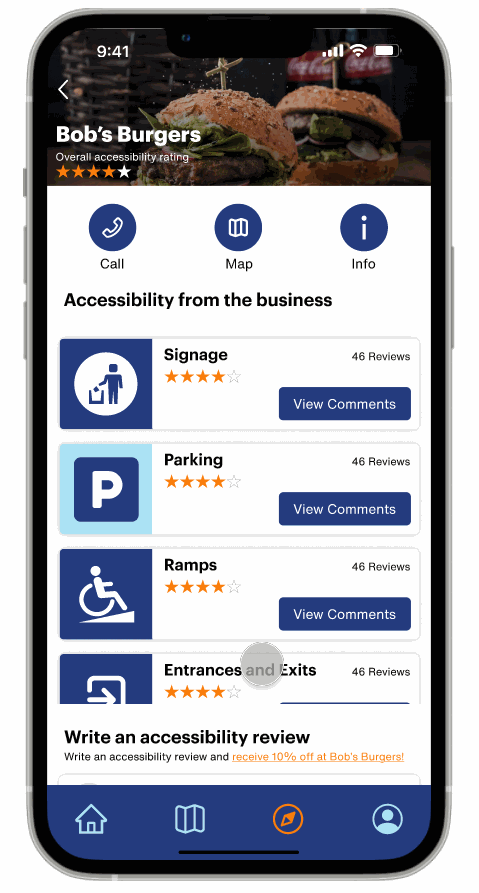 9:41
Bob's Burgers
Overall accessibility rating
Call
Map
Info
Accessibility from the business
Signage
46 Reviews
View Comments
P
Parking
46 Reviews
View Comments
Ramps
46 Reviews
View Comments
Entrances and Exits
46 Reviews
Write an accessibility review
Write an accessibility review and receive 10% off at Bob's Burgers!